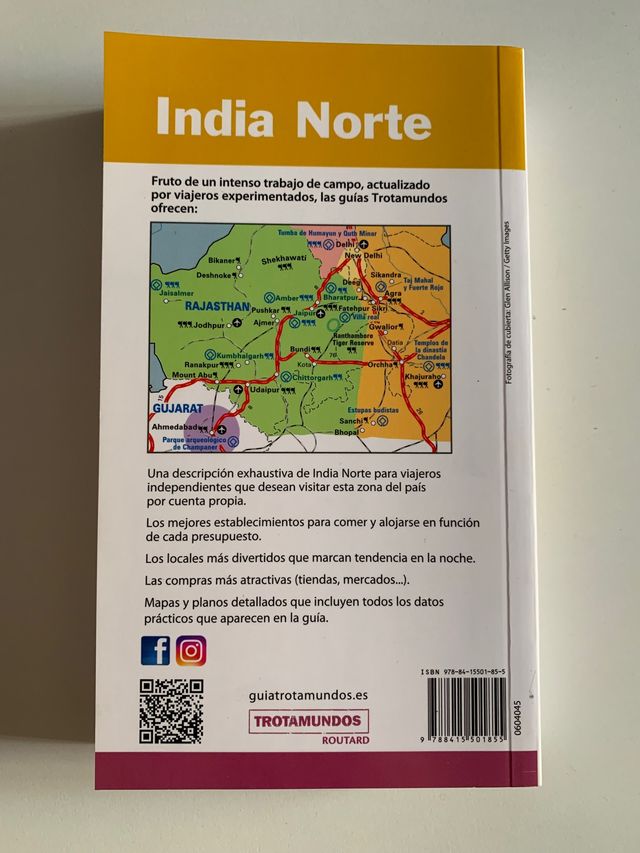 India Norte
Fruto de un intenso trabajo de campo, actualizado
por viajeros experimentados, las guías Trotamundos
ofrecen:
Tumba de Humayun y Qutb Minar
Delhi
New Delhi
Bikaner
Shekhawati
Deshnoke
Sikandra
Taj Mahal
y Fuerte Rojo
Deeg
Agra
Jaisalmer
Amber
Bharatpur
RAJASTHAN
Pushkar
Jaipur
Fatehpur Sikri
Villa real
Jodhpur
Ajmer
Gwalior
Ranthambore
Tiger Reserve
Datia
Templos de
la dinastía
Chandela
Kumbhalgarh
Bundi
76
Ranakpur
Kota
Orchha
Mount Abu
Chittorgarh
Khajuraho
Udaipur
15
GUJARAT
Estupas budistas
26
Ahmedabad
Sanchi
Bhopal
Parque arqueológico
de Champaner
Una descripción exhaustiva de India Norte para viajeros
independientes que desean visitar esta zona del país
por cuenta propia.
Los mejores establecimientos para comer y alojarse en función
de cada presupuesto.
Los locales más divertidos que marcan tendencia en la noche.
Las compras más atractivas (tiendas, mercados...).
Mapas y planos detallados que incluyen todos los datos
prácticos que aparecen en la guía.
guiatrotamundos.es
TROTAMUNDOS
ROUTARD
ISBN 978-84-15501-85-5
9 788415 501855
0604045
Fotografía de cubierta: Glen Allison / Getty Images